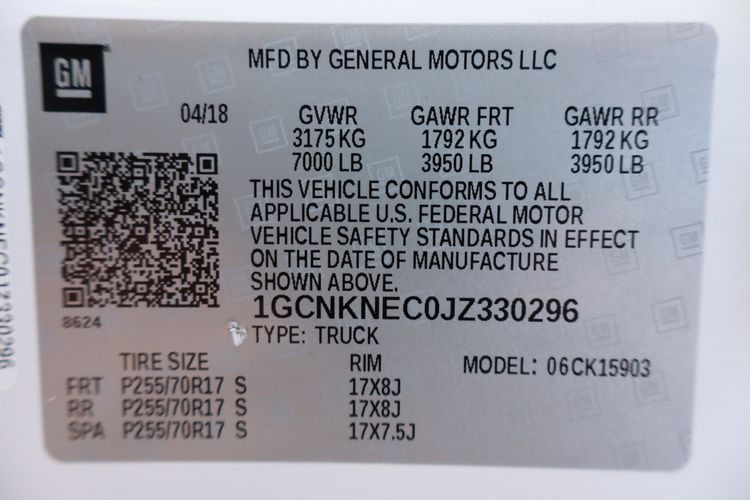 GM
MFD BY GENERAL MOTORS LLC
04/18 GVWR GAWR FRT GAWR RR
3175 KG 1792 KG 1792 KG
7000 LB 3950 LB 3950 LB
THIS VEHICLE CONFORMS TO ALL
APPLICABLE U.S. FEDERAL MOTOR
VEHICLE SAFETY STANDARDS IN EFFECT
ON THE DATE OF MANUFACTURE
SHOWN ABOVE.
1GCNKNEC0JZ330296
8624
TYPE: TRUCK
TIRE SIZE RIM MODEL: 06CK15903
FRT P255/70R17 S 17X8J
RR P255/70R17 S 17X8J
SPA P255/70R17 S 17X7.5J